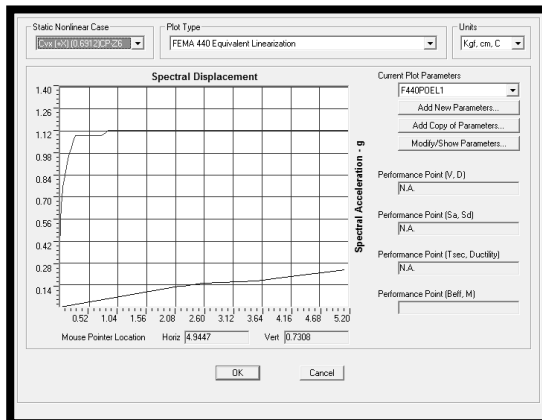 Static Nonlinear Case
Cvx (+X) (0.6912)CP-Z6
Plot Type
FEMA 440 Equivalent Linearization
Units
Kgf, cm, C
Spectral Displacement
1.40
1.26
1.12
0.98
0.84
0.70
0.56
0.42
0.28
0.14
0.52 1.04 1.56 2.08 2.60 3.12 3.64 4.16 4.68 5.20
Spectral Acceleration - g
Mouse Pointer Location Horiz 4.9447 Vert 0.7308
Current Plot Parameters
F440POEL1
Add New Parameters...
Add Copy of Parameters...
Modify/Show Parameters...
Performance Point (V, D)
N.A.
Performance Point (Sa, Sd)
N.A.
Performance Point (Tsec, Ductility)
N.A.
Performance Point (Beff, M)
OK
Cancel